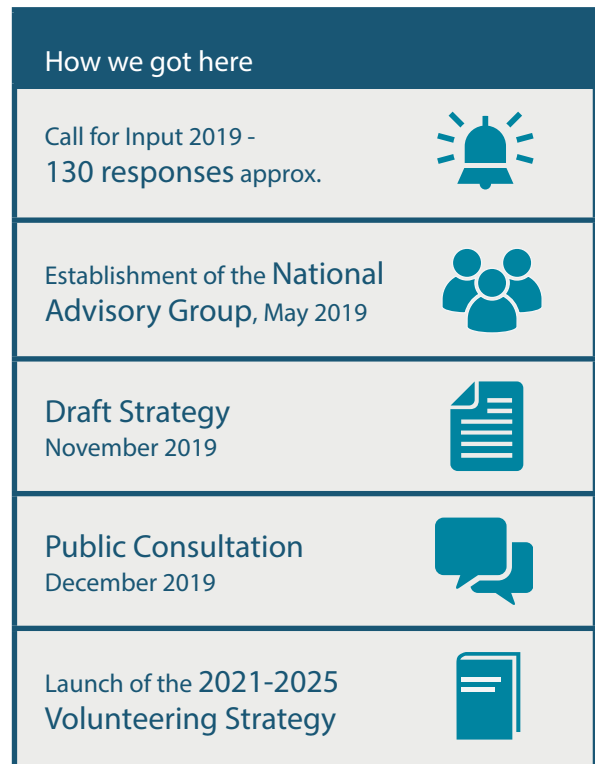 How we got here
Call for Input 2019 -
130 responses approx.
Establishment of the National
Advisory Group, May 2019
Draft Strategy
November 2019
Public Consultation
December 2019
Launch of the 2021-2025
Volunteering Strategy